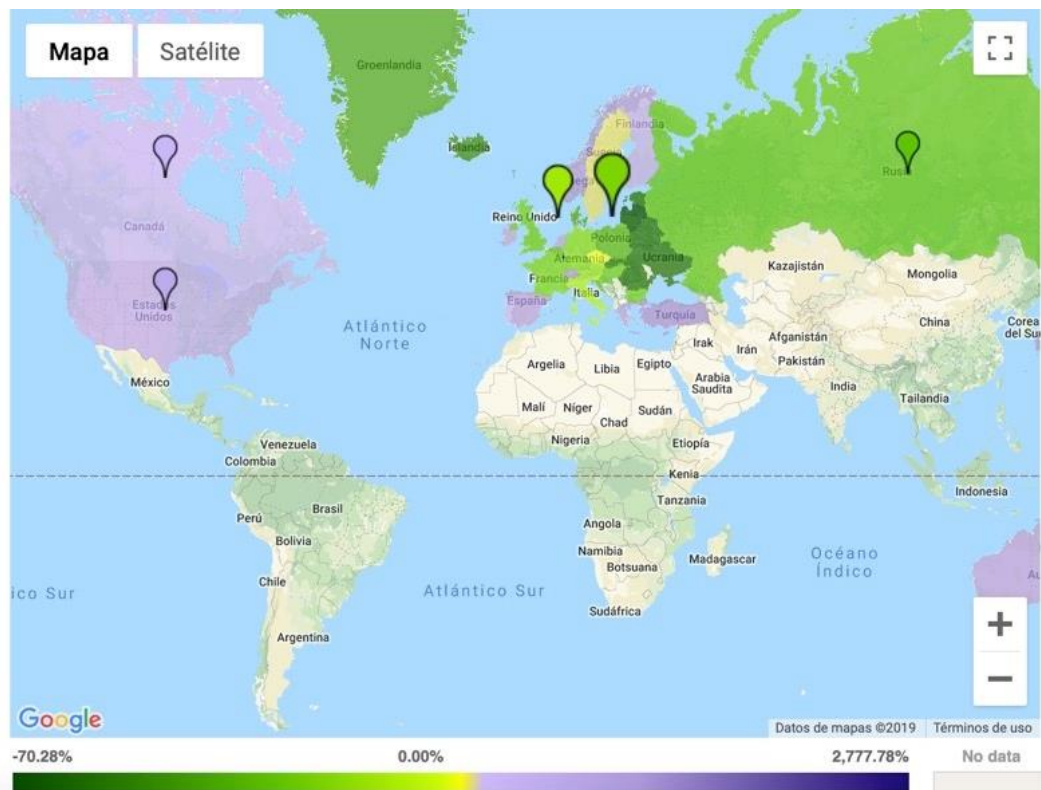 Mapa
Satélite
Groenlandia
Islandia
Finlandia
Rusia
Reino Unido
Polonia
Canadá
Alemania
Ucrania
Francia
Italia
España
Turquía
Estados
Unidos
Kazajistán
Mongolia
Atlántico
Norte
China
Corea
del Su
Irak
Irán
Afganistán
Pakistán
México
Argelia
Libia
Egipto
Arabia
Saudita
India
Tailandia
Malí
Níger
Chad
Sudán
Venezuela
Nigeria
Etiopía
Colombia
Kenia
Indonesia
Brasil
Tanzania
Perú
Angola
Bolivia
Namibia
Botsuana
Madagascar
Océano
Índico
Chile
ico Sur
Atlántico Sur
Au
Sudáfrica
Argentina
Google
Datos de mapas ©2019
Términos de uso
-70.28%
0.00%
2,777.78%
No data